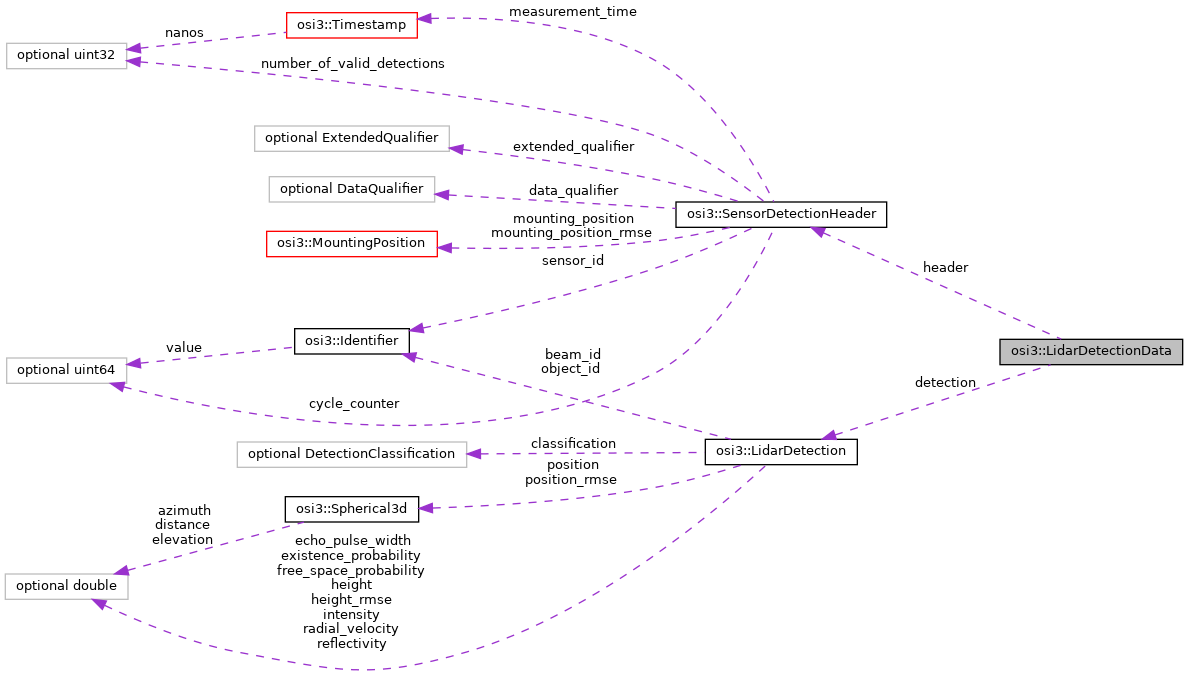 measurement_time
osi3::Timestamp
nanos
optional uint32
number_of_valid_detections
optional ExtendedQualifier
extended_qualifier
optional DataQualifier
data_qualifier
osi3::SensorDetectionHeader
mounting_position
mounting_position_rmse
osi3::MountingPosition
sensor_id
header
osi3::Identifier
value
optional uint64
beam_id
object_id
osi3::LidarDetectionData
detection
cycle_counter
classification
optional DetectionClassification
osi3::LidarDetection
position
position_rmse
osi3::Spherical3d
azimuth
distance
elevation
echo_pulse_width
existence_probability
free_space_probability
height
height_rmse
intensity
radial_velocity
reflectivity
optional double